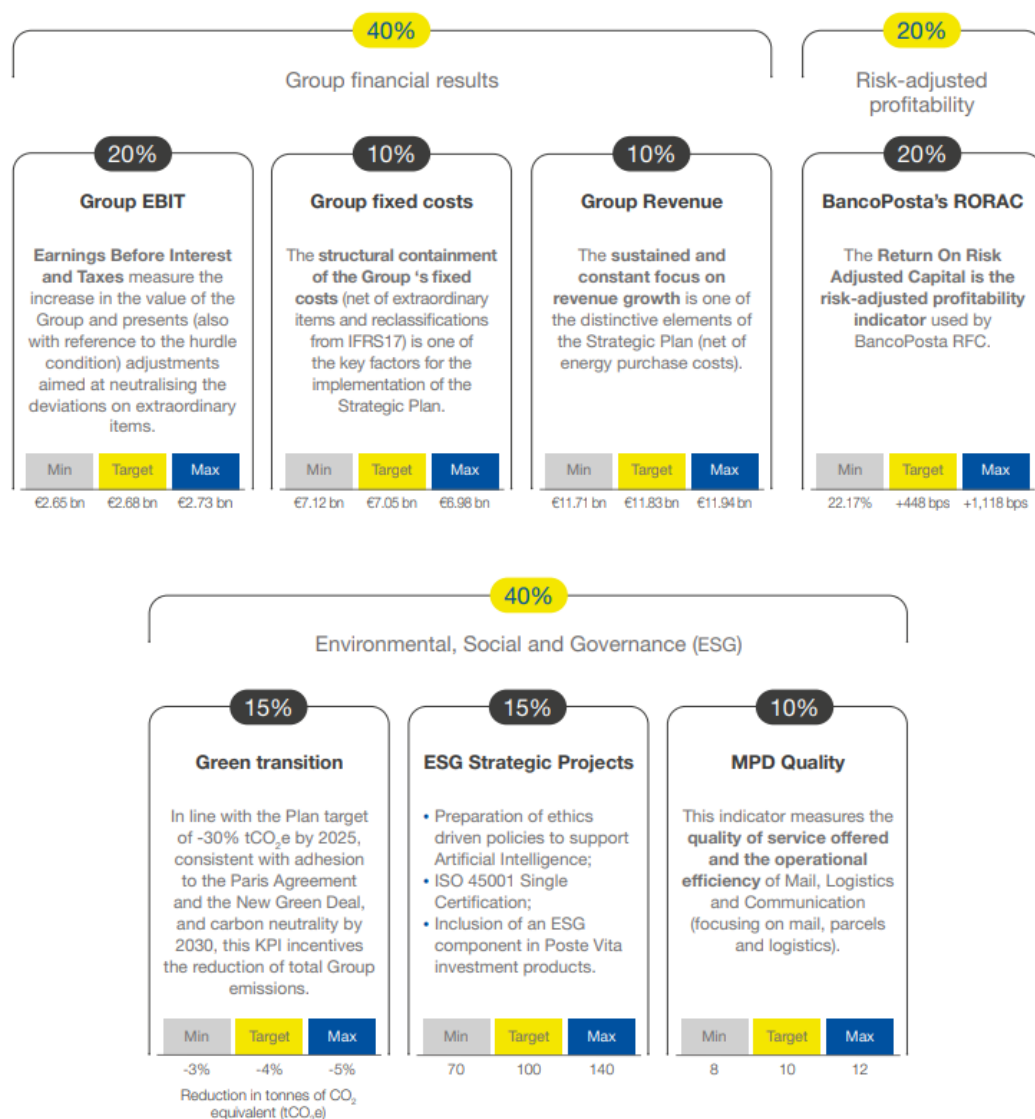 40%
Group financial results
20%
Risk-adjusted
profitability
20%
Group EBIT
Earnings Before Interest
and Taxes measure the
increase in the value of the
Group and presents (also
with reference to the hurdle
condition) adjustments
aimed at neutralising the
deviations on extraordinary
items.
Min Target Max
€2.65 bn €2.68 bn €2.73 bn
10%
Group fixed costs
The structural containment
of the Group 's fixed
costs (net of extraordinary
items and reclassifications
from IFRS17) is one of
the key factors for the
implementation of the
Strategic Plan.
Min Target Max
€7.12 bn €7.05 bn €6.98 bn
10%
Group Revenue
The sustained and
constant focus on
revenue growth is one of
the distinctive elements of
the Strategic Plan (net of
energy purchase costs).
Min Target Max
€11.71 bn €11.83 bn €11.94 bn
20%
BancoPosta's RORAC
The Return On Risk
Adjusted Capital is the
risk-adjusted profitability
indicator used by
BancoPosta RFC.
Min Target Max
22.17% +448 bps +1,118 bps
40%
Environmental, Social and Governance (ESG)
15%
Green transition
In line with the Plan target
of -30% tCO₂e by 2025,
consistent with adhesion
to the Paris Agreement
and the New Green Deal,
and carbon neutrality by
2030, this KPI incentives
the reduction of total Group
emissions.
Min Target Max
-3% -4% -5%
Reduction in tonnes of CO₂
equivalent (tCO₂e)
15%
ESG Strategic Projects
• Preparation of ethics
driven policies to support
Artificial Intelligence;
• ISO 45001 Single
Certification;
• Inclusion of an ESG
component in Poste Vita
investment products.
Min Target Max
70 100 140
10%
MPD Quality
This indicator measures the
quality of service offered
and the operational
efficiency of Mail, Logistics
and Communication
(focusing on mail, parcels
and logistics).
Min Target Max
8 10 12